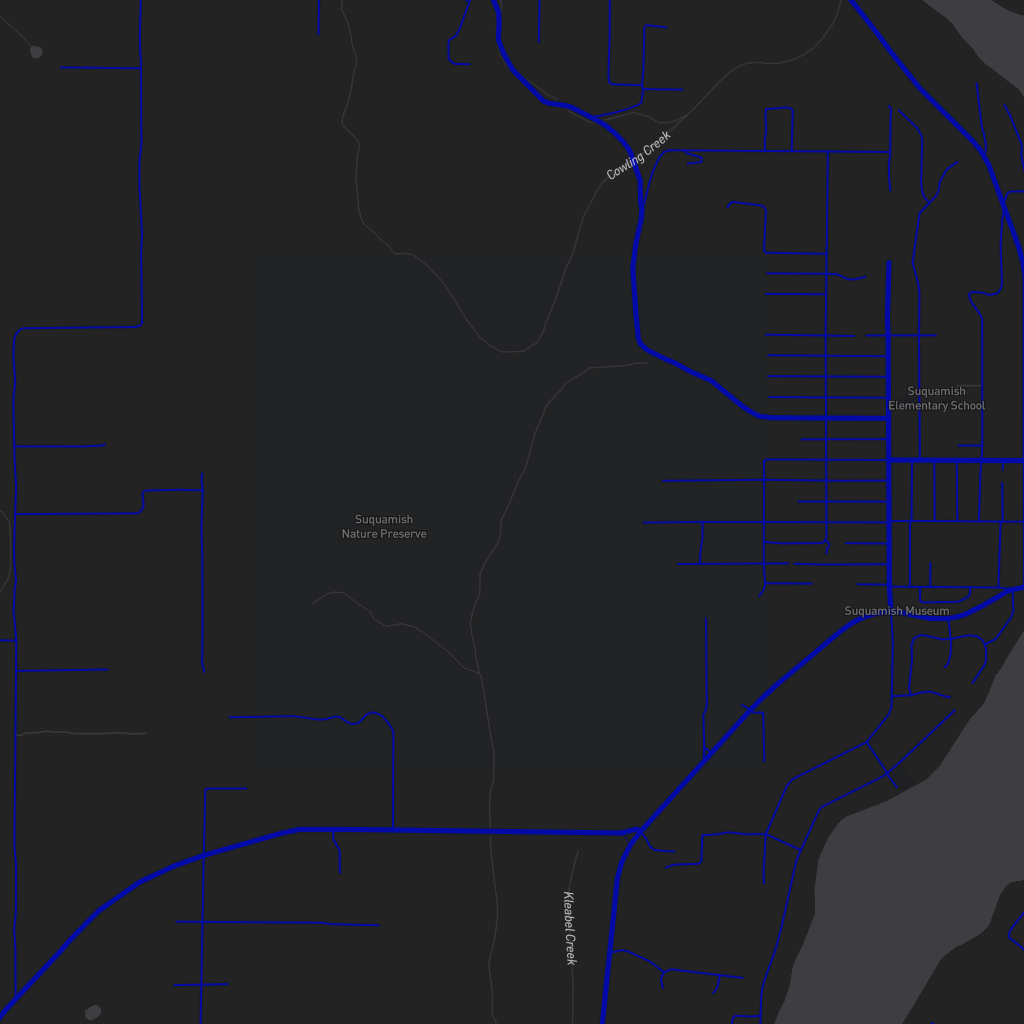 Cowling Creek
Suquamish
Elementary School
Suquamish
Nature Preserve
Suquamish Museum
Kleabel Creek